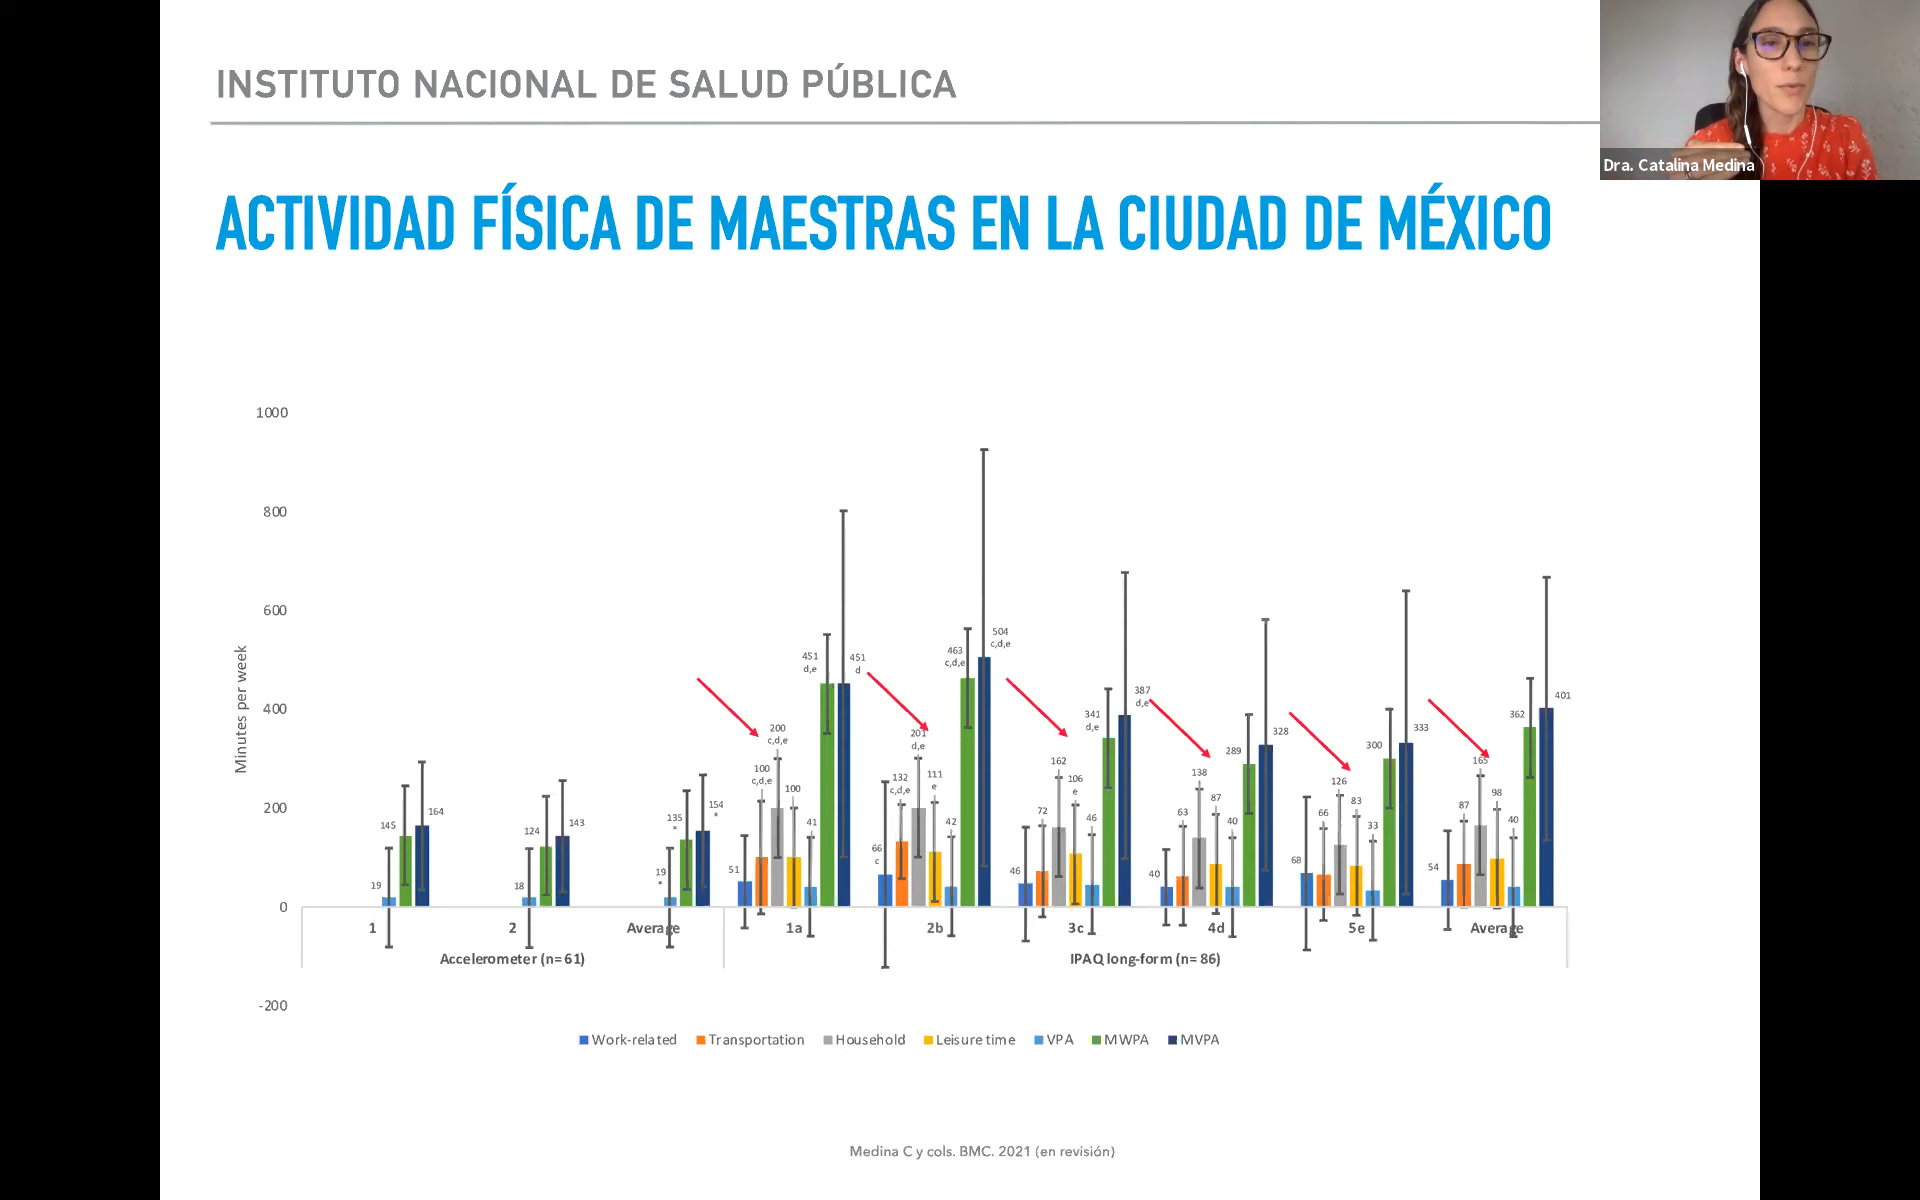 INSTITUTO NACIONAL DE SALUD PÚBLICA
Dra. Catalina Medina
ACTIVIDAD FÍSICA DE MAESTRAS EN LA CIUDAD DE MÉXICO
Minutes per week
1000
800
600
400
200
0
-200
19
145
164
18
124
143
19
*
135
*
154
*
51
100
c,d,e
200
c,d,e
100
41
451
d,e
451
d
66
c
132
c,d,e
201
d,e
111
e
42
463
c,d,e
504
c,d,e
46
72
162
106
e
46
341
d,e
387
d,e
40
63
138
87
40
289
328
68
66
126
83
33
300
333
54
87
165
98
40
362
401
1 2 Average 1a 2b 3c 4d 5e Average
Accelerometer (n= 61) IPAQ long-form (n= 86)
Work-related Transportation Household Leisure time VPA MWPA MVPA
Medina C y cols. BMC. 2021 (en revisión)